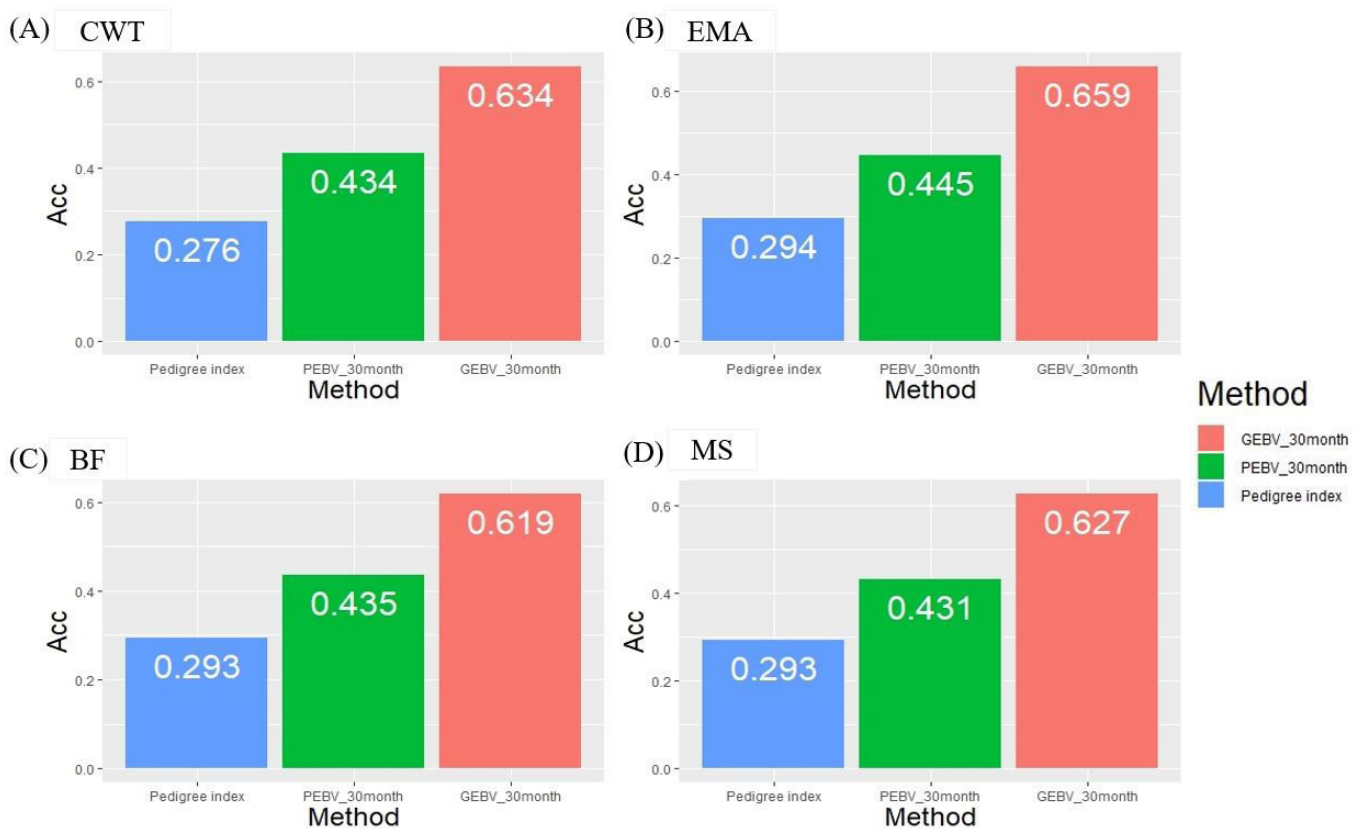 (A) CWT
Acc
0.6
0.4
0.2
0.0
0.276
0.434
0.634
Pedigree index PEBV_30month GEBV_30month
Method
(B) EMA
Acc
0.6
0.4
0.2
0.0
0.294
0.445
0.659
Pedigree index PEBV_30month GEBV_30month
Method
(C) BF
Acc
0.6
0.4
0.2
0.0
0.293
0.435
0.619
Pedigree index PEBV_30month GEBV_30month
Method
(D) MS
Acc
0.6
0.4
0.2
0.0
0.293
0.431
0.627
Pedigree index PEBV_30month GEBV_30month
Method
Method
GEBV_30month
PEBV_30month
Pedigree index